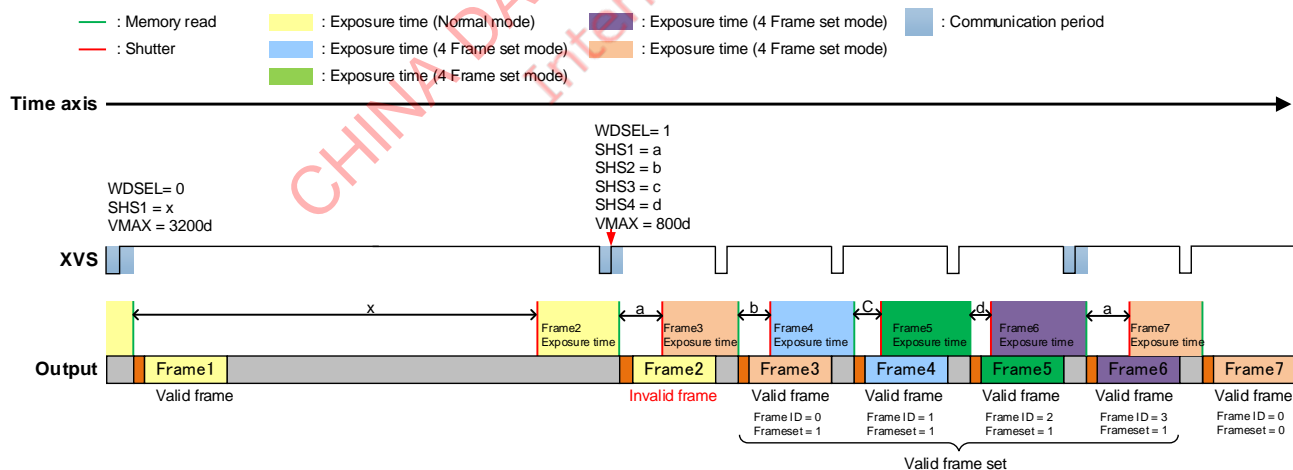 : Memory read
: Exposure time (Normal mode)
: Exposure time (4 Frame set mode)
: Communication period
: Shutter
: Exposure time (4 Frame set mode)
: Exposure time (4 Frame set mode)
: Exposure time (4 Frame set mode)
CHINA DA
Intern
Time axis
WDSEL= 0
SHS1 = x
VMAX = 3200d
WDSEL= 1
SHS1 = a
SHS2 = b
SHS3 = c
SHS4 = d
VMAX = 800d
XVS
x
a
b
C
d
a
Frame2
Exposure time
Frame3
Exposure time
Frame4
Exposure time
Frame5
Exposure time
Frame6
Exposure time
Frame7
Exposure time
Output
Frame1
Frame2
Frame3
Frame4
Frame5
Frame6
Frame7
Valid frame
Invalid frame
Valid frame
Valid frame
Valid frame
Valid frame
Valid frame
Frame ID = 0
Frameset = 1
Frame ID = 1
Frameset = 1
Frame ID = 2
Frameset = 1
Frame ID = 3
Frameset = 1
Frame ID = 0
Frameset = 0
Valid frame set